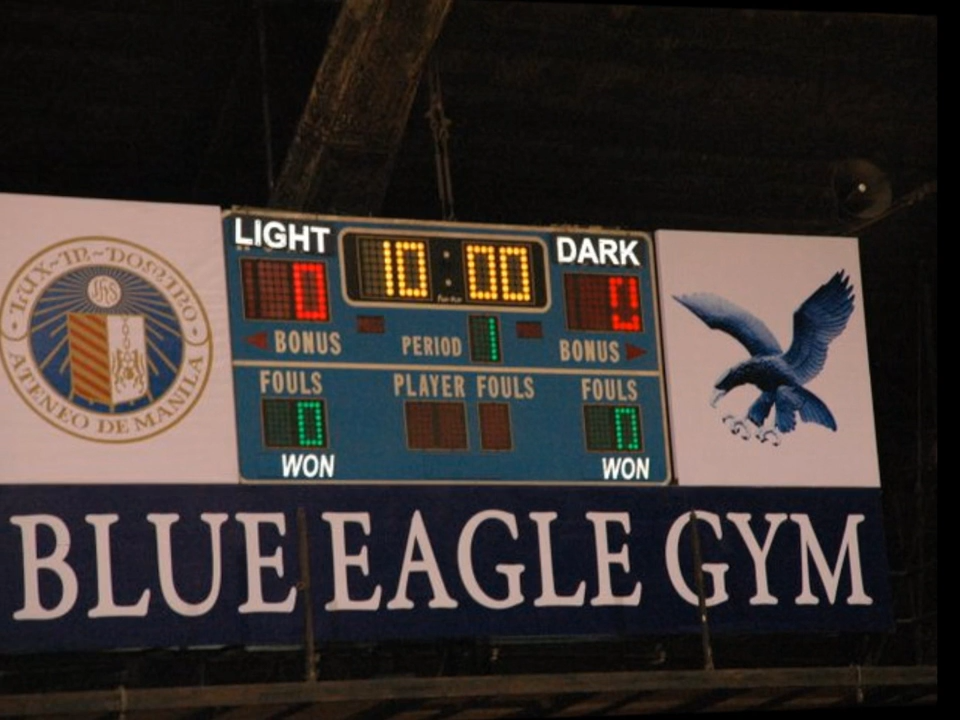 LUX-IN-DOMINO
IHS
ATENEO DE MANILA
LIGHT 10:00 DARK
0 0
BONUS PERIOD 1 BONUS
FOULS PLAYER FOULS FOULS
0 0
WON WON
BLUE EAGLE GYM